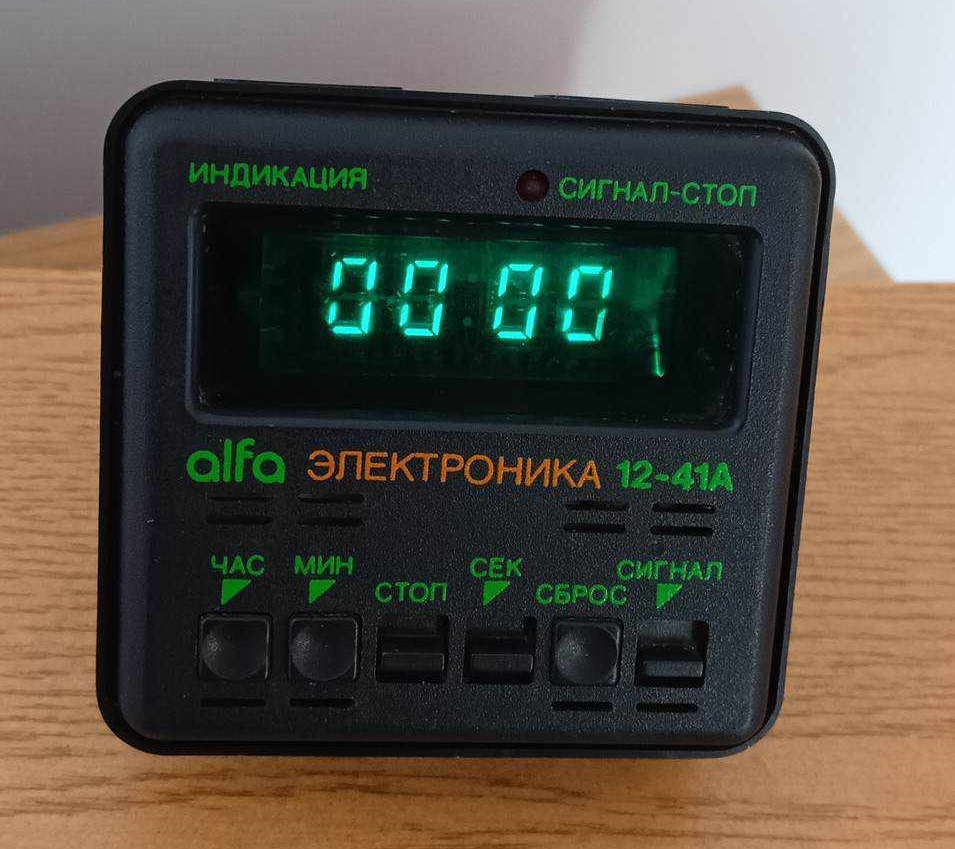 ИНДИКАЦИЯ СИГНАЛ-СТОП
00 00
alfa ЭЛЕКТРОНИКА 12-41А
ЧАС МИН СТОП СЕК СБРОС СИГНАЛ